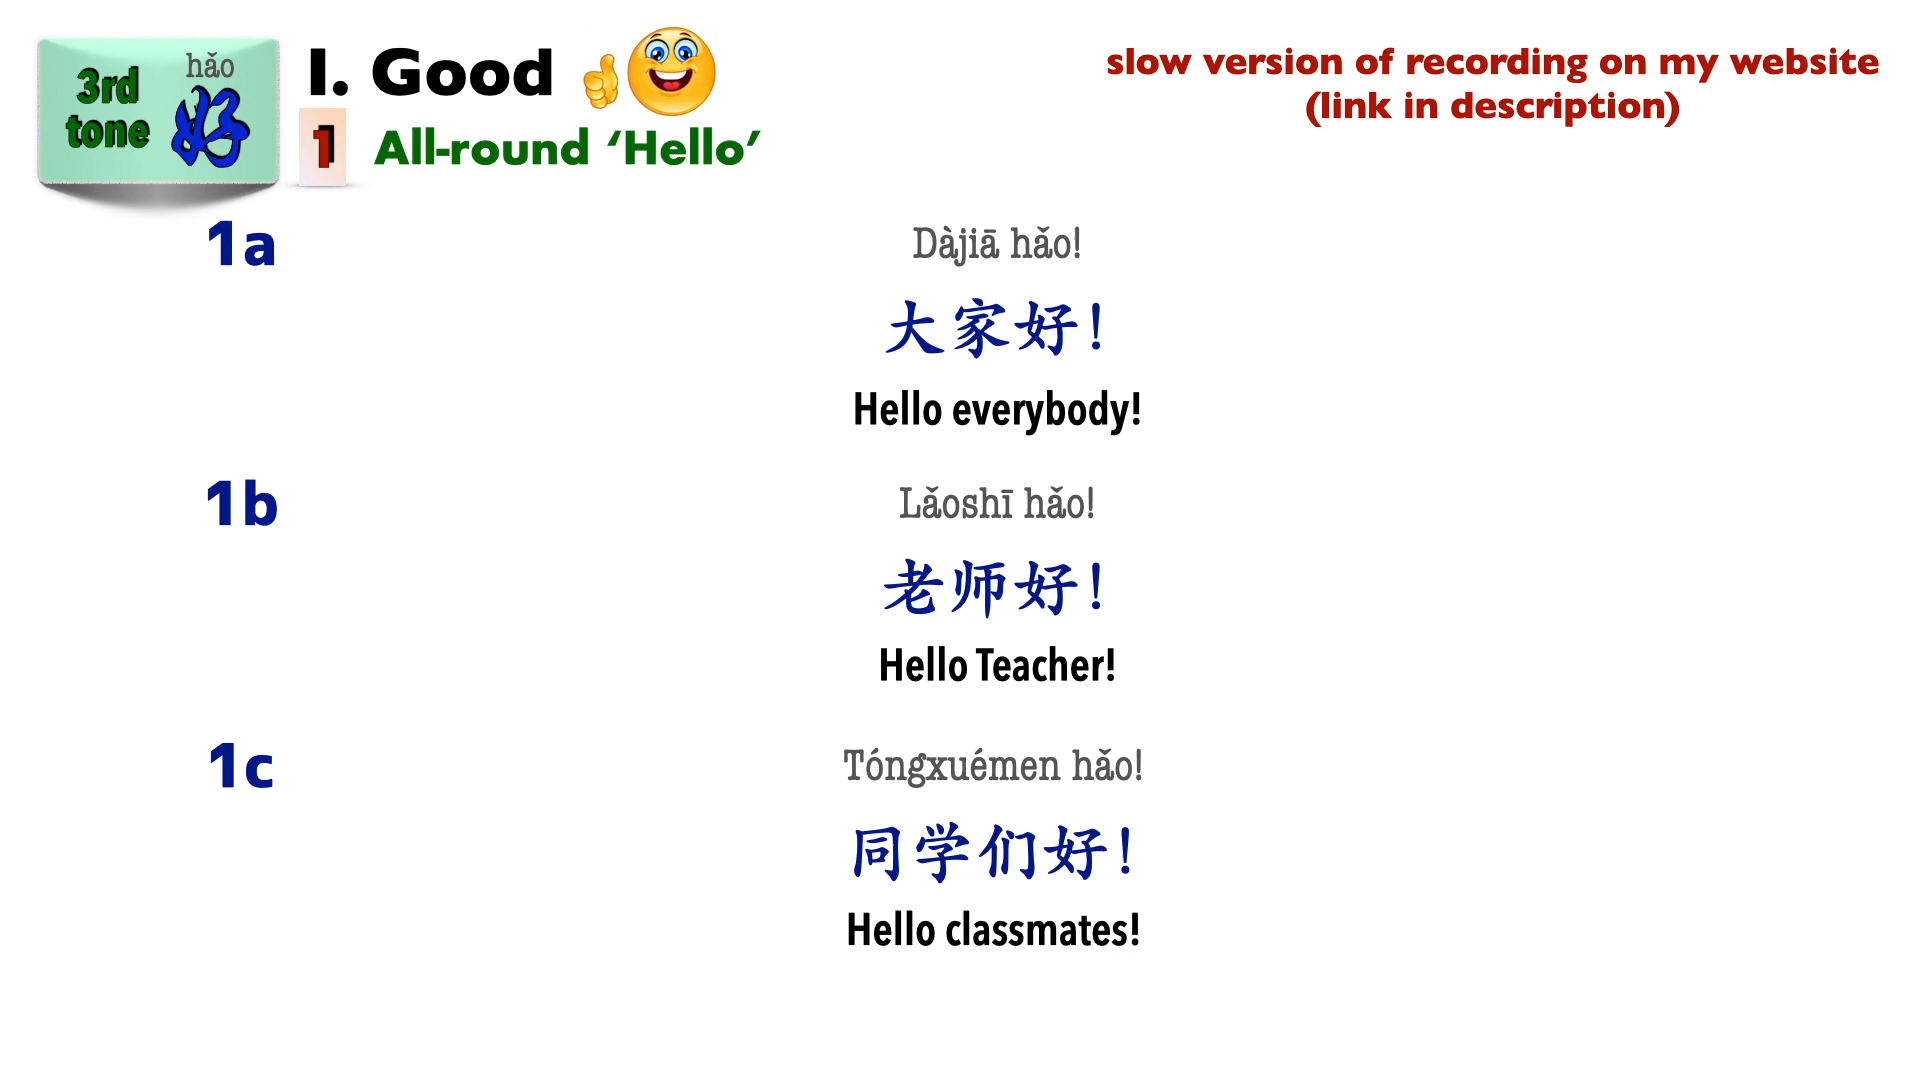 3rd
tone
hǎo
好
I. Good
1 All-round ‘Hello’
slow version of recording on my website
(link in description)
1a
Dàjiā hǎo!
大家好!
Hello everybody!
1b
Lǎoshī hǎo!
老师好!
Hello Teacher!
1c
Tóngxuémen hǎo!
同学们好!
Hello classmates!